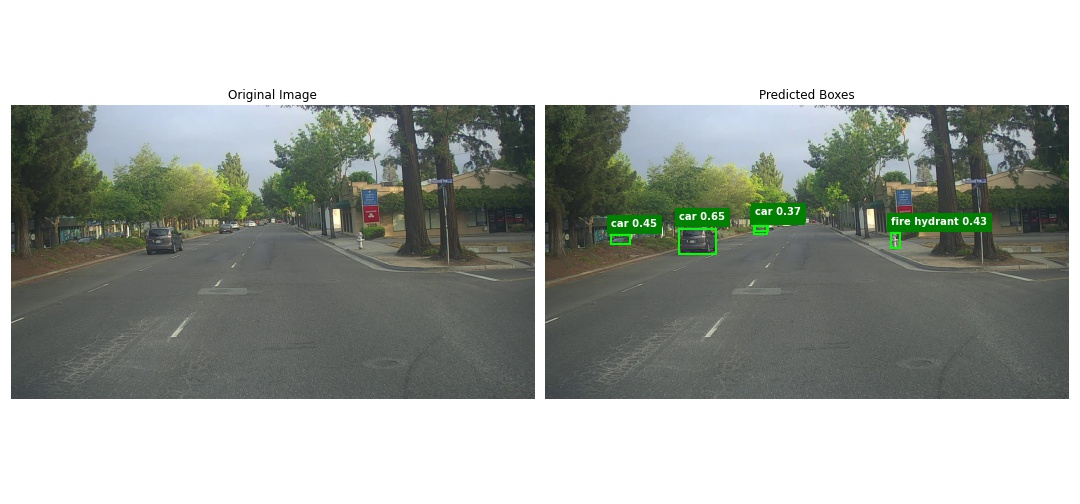 Original Image
Predicted Boxes
car 0.45
car 0.65
car 0.37
fire hydrant 0.43